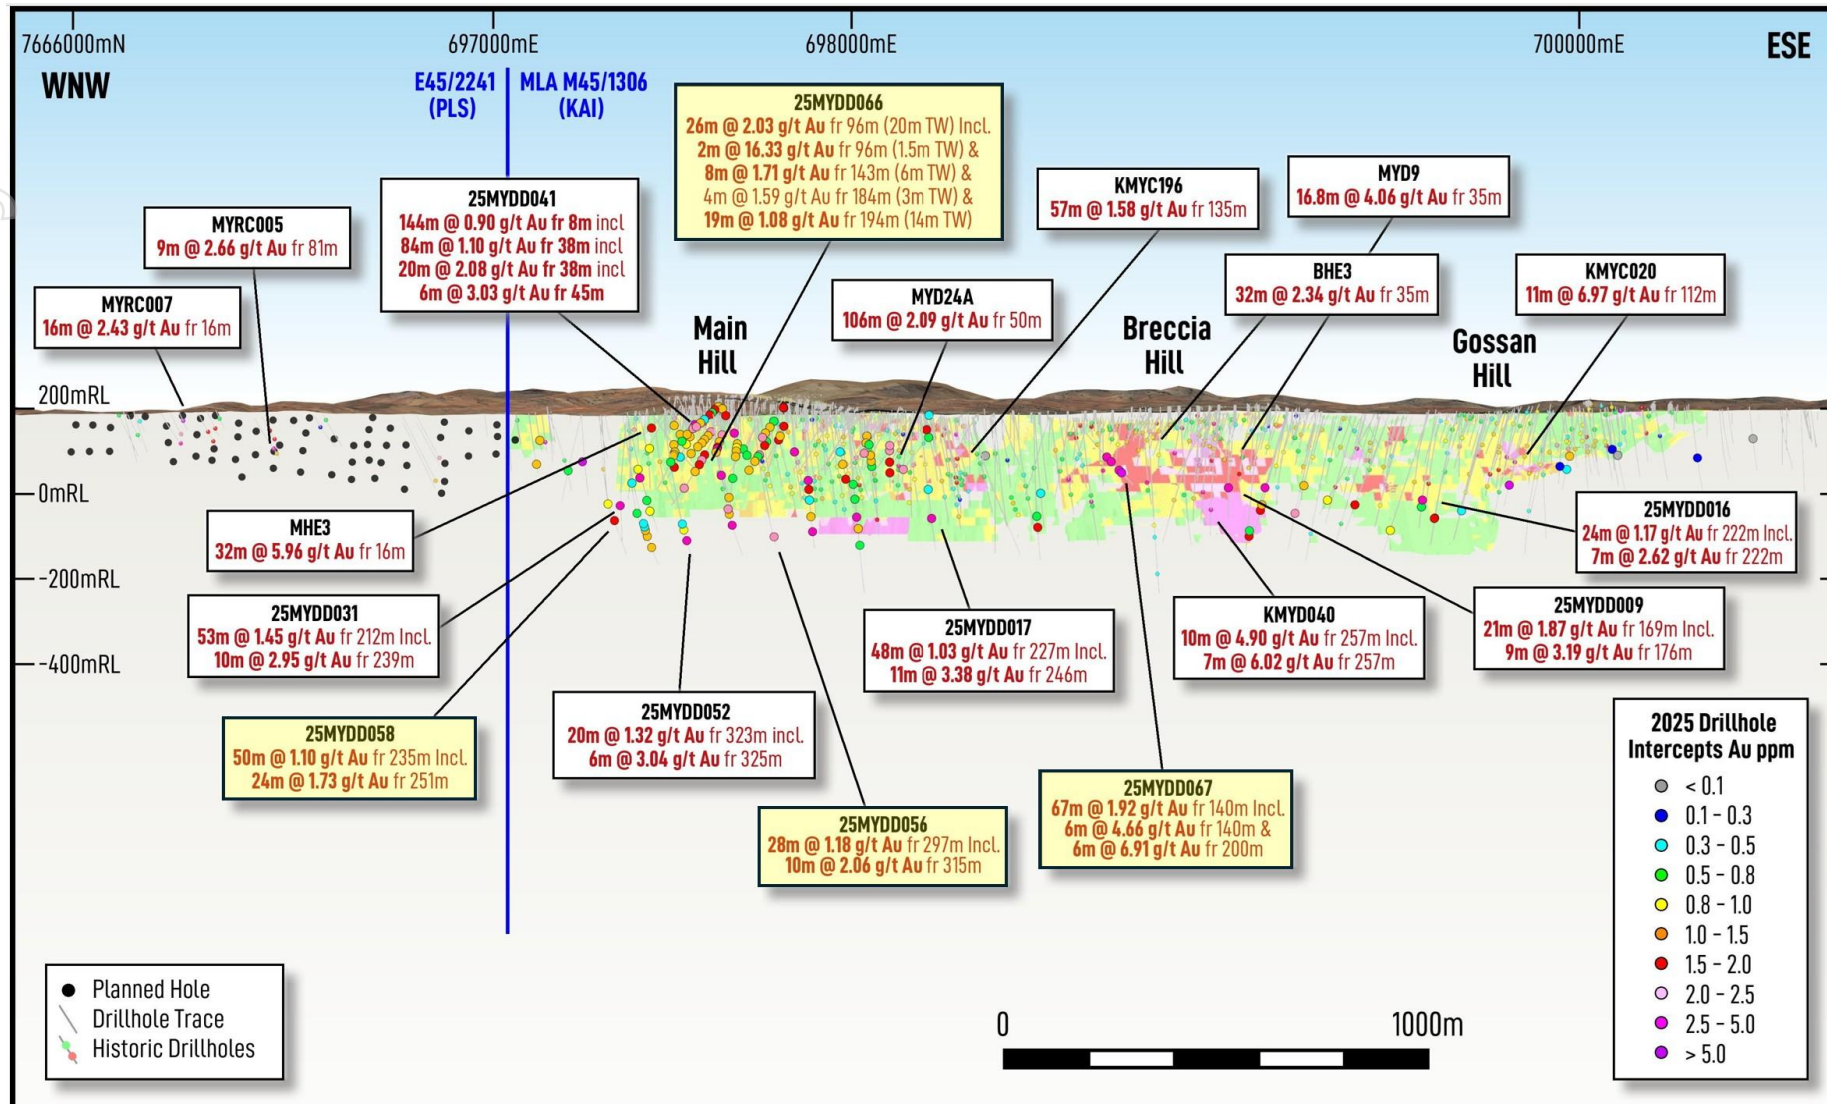 7666000mN
697000mE
698000mE
700000mE
WNW
ESE
E45/2241
(PLS)
MLA M45/1306
(KAI)
25MYDD066
26m @ 2.03 g/t Au fr 96m (20m TW) Incl.
2m @ 16.33 g/t Au fr 96m (1.5m TW) &
8m @ 1.71 g/t Au fr 143m (6m TW) &
4m @ 1.59 g/t Au fr 184m (3m TW) &
19m @ 1.08 g/t Au fr 194m (14m TW)
KMYC196
57m @ 1.58 g/t Au fr 135m
MYD9
16.8m @ 4.06 g/t Au fr 35m
25MYDD041
144m @ 0.90 g/t Au fr 8m incl
84m @ 1.10 g/t Au fr 38m incl
20m @ 2.08 g/t Au fr 38m incl
6m @ 3.03 g/t Au fr 45m
MYRC005
9m @ 2.66 g/t Au fr 81m
BHE3
32m @ 2.34 g/t Au fr 35m
KMYC020
11m @ 6.97 g/t Au fr 112m
MYRC007
16m @ 2.43 g/t Au fr 16m
MYD24A
106m @ 2.09 g/t Au fr 50m
Main
Hill
Breccia
Hill
Gossan
Hill
200mRL
0mRL
-200mRL
-400mRL
MHE3
32m @ 5.96 g/t Au fr 16m
25MYDD016
24m @ 1.17 g/t Au fr 222m Incl.
7m @ 2.62 g/t Au fr 222m
25MYDD031
53m @ 1.45 g/t Au fr 212m Incl.
10m @ 2.95 g/t Au fr 239m
25MYDD017
48m @ 1.03 g/t Au fr 227m Incl.
11m @ 3.38 g/t Au fr 246m
KMYD040
10m @ 4.90 g/t Au fr 257m Incl.
7m @ 6.02 g/t Au fr 257m
25MYDD009
21m @ 1.87 g/t Au fr 169m Incl.
9m @ 3.19 g/t Au fr 176m
25MYDD058
50m @ 1.10 g/t Au fr 235m Incl.
24m @ 1.73 g/t Au fr 251m
25MYDD052
20m @ 1.32 g/t Au fr 323m incl.
6m @ 3.04 g/t Au fr 325m
25MYDD056
28m @ 1.18 g/t Au fr 297m Incl.
10m @ 2.06 g/t Au fr 315m
25MYDD067
67m @ 1.92 g/t Au fr 140m Incl.
6m @ 4.66 g/t Au fr 140m &
6m @ 6.91 g/t Au fr 200m
2025 Drillhole
Intercepts Au ppm
< 0.1
0.1 - 0.3
0.3 - 0.5
0.5 - 0.8
0.8 - 1.0
1.0 - 1.5
1.5 - 2.0
2.0 - 2.5
2.5 - 5.0
> 5.0
Planned Hole
Drillhole Trace
Historic Drillholes
0
1000m